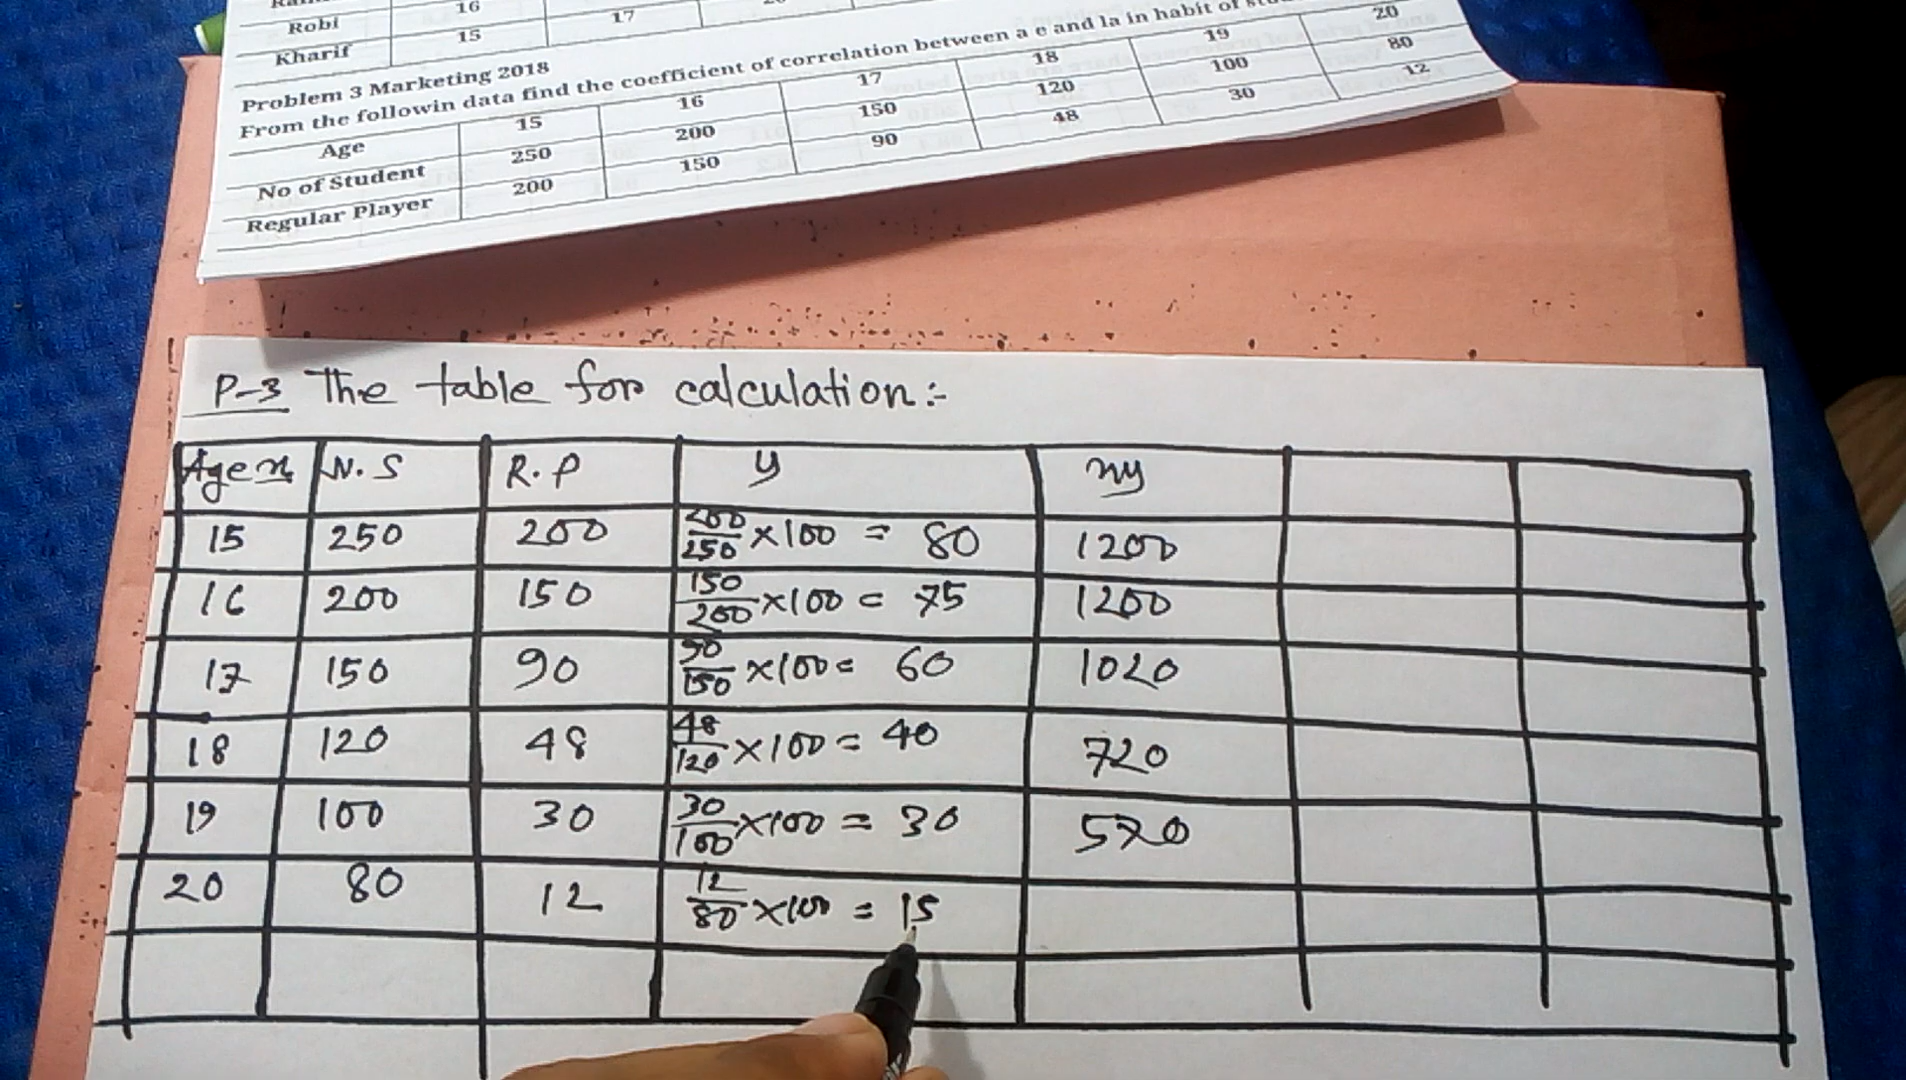 Robi 16 17
Kharif 15
Problem 3 Marketing 2018
From the followin data find the coefficient of correlation between a e and la in habit of
Age 15 16 17 18 19 20
No of Student 250 200 150 120 100 80
Regular Player 200 150 90 48 30 12
P-3 The table for calculation:-
Age x N.S R.P y xy
15 250 200 200/250 ×100 = 80 1200
16 200 150 150/200 ×100 = 75 1200
17 150 90 90/150 ×100 = 60 1020
18 120 48 48/120 ×100 = 40 720
19 100 30 30/100 ×100 = 30 570
20 80 12 12/80 ×100 = 15